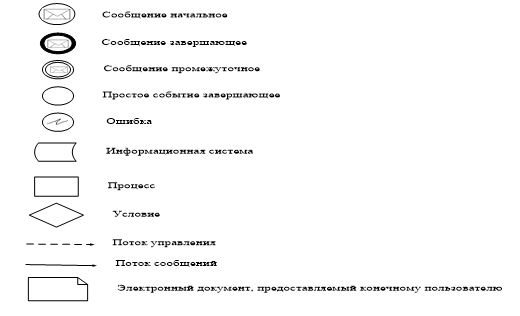 Сообщение начальное
Сообщение завершающее
Сообщение промежуточное
Простое событие завершающее
Ошибка
Информационная система
Процесс
Условие
Поток управления
Поток сообщений
Электронный документ, предоставляемый конечному пользователю